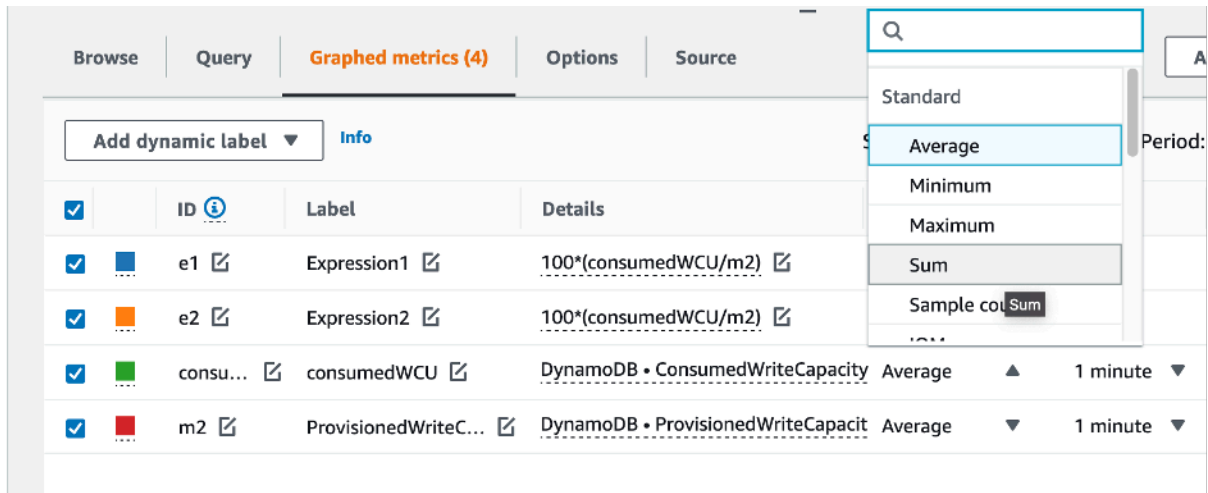 Browse Query Graphed metrics (4) Options Source
Add dynamic label Info
Period:
Standard
Average
Minimum
Maximum
Sum
Sample cou
Sum
ID Label Details
e1 Expression1 100*(consumedWCU/m2)
e2 Expression2 100*(consumedWCU/m2)
consu... consumedWCU DynamoDB • ConsumedWriteCapacity Average 1 minute
m2 ProvisionedWriteC... DynamoDB • ProvisionedWriteCapacit Average 1 minute